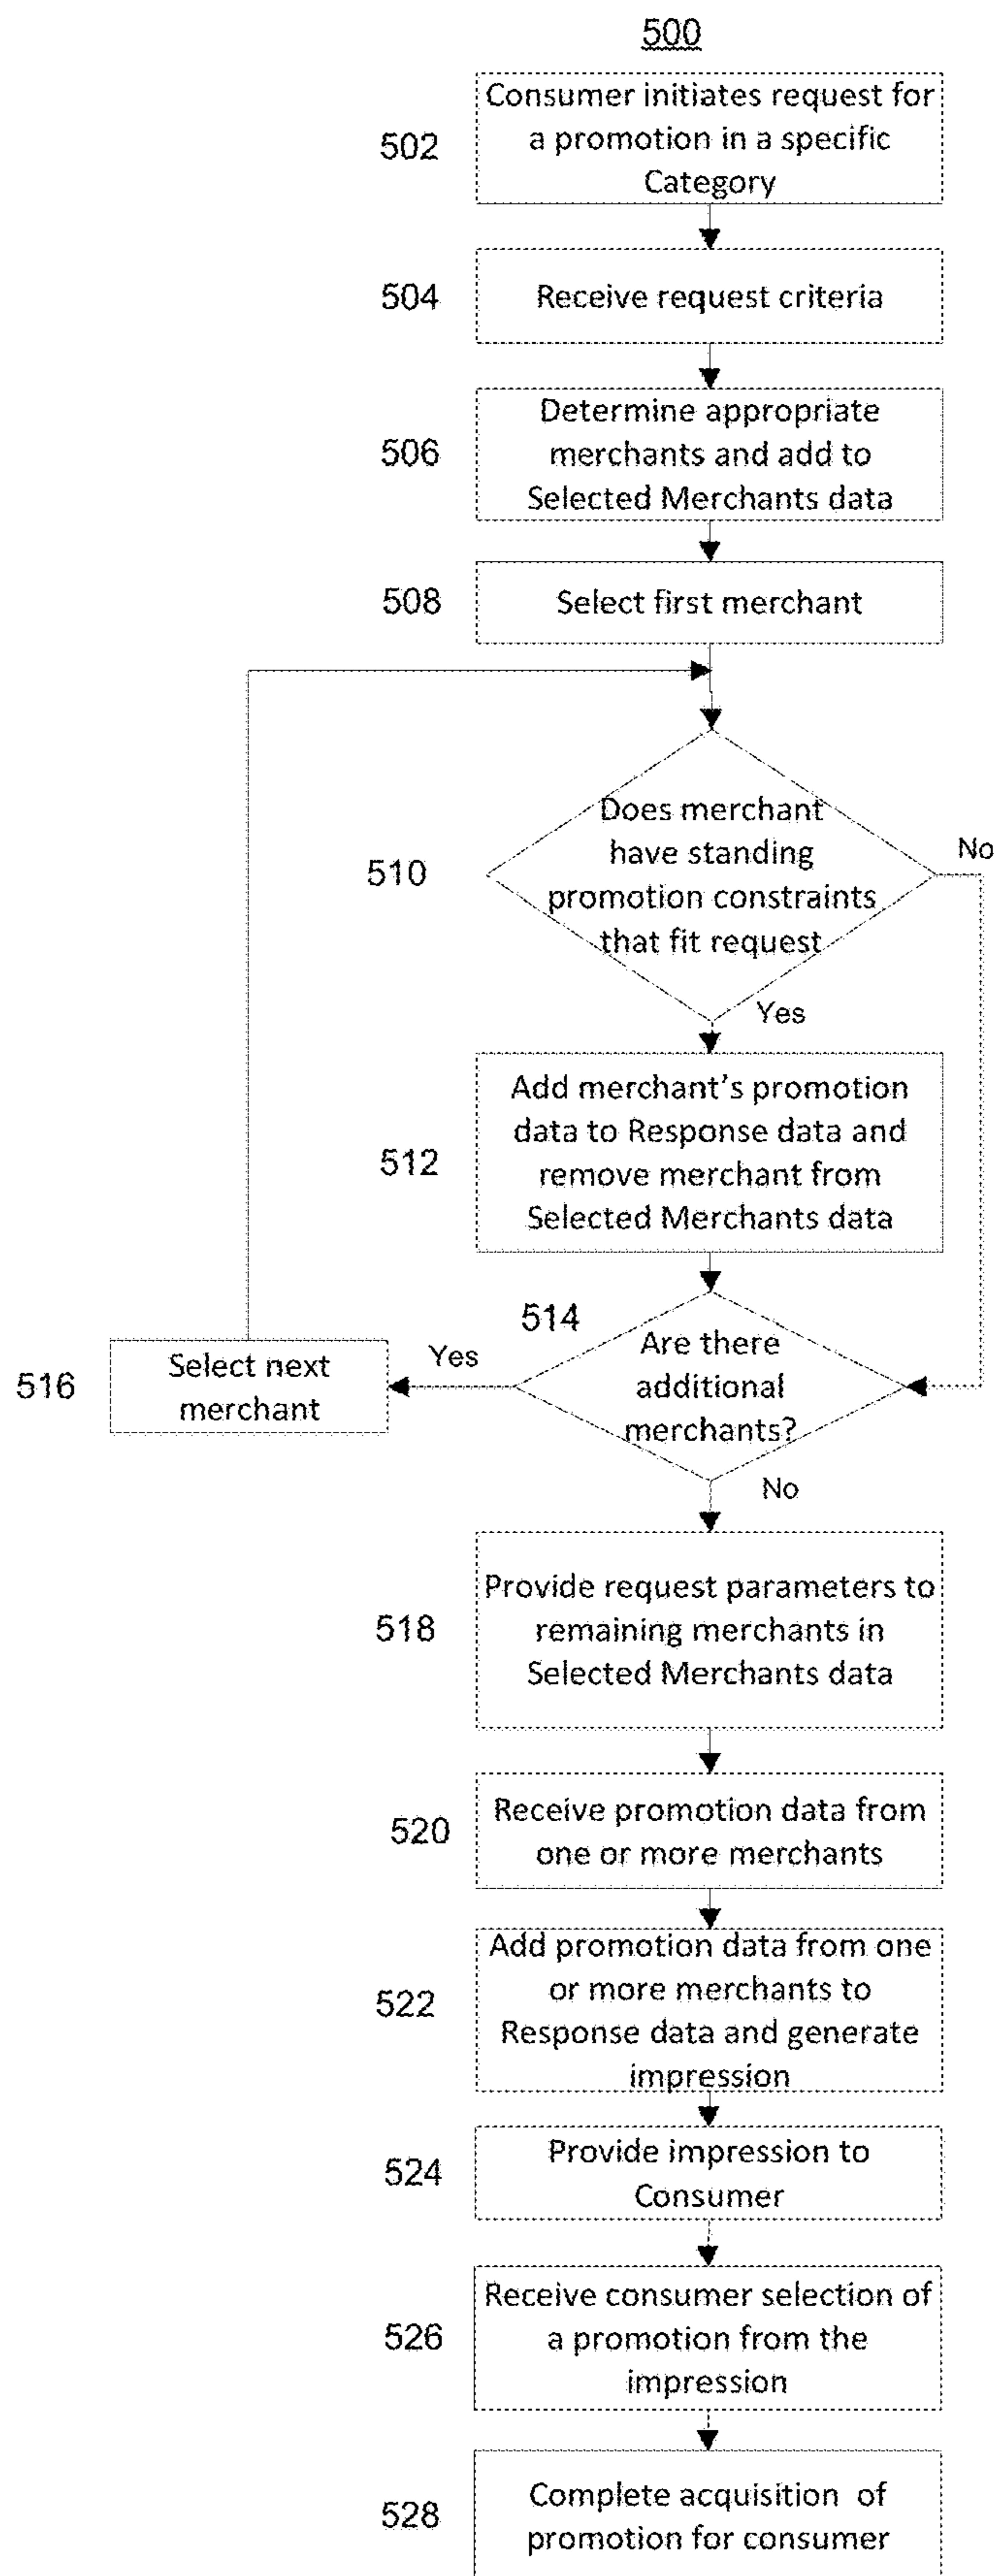 500
502
Consumer initiates request for
a promotion in a specific
Category
504
Receive request criteria
506
Determine appropriate
merchants and add to
Selected Merchants data
508
Select first merchant
510
Does merchant
have standing
promotion constraints
that fit request
No
Yes
512
Add merchant's promotion
data to Response data and
remove merchant from
Selected Merchants data
514
Are there
additional
merchants?
Yes
516
Select next
merchant
No
518
Provide request parameters to
remaining merchants in
Selected Merchants data
520
Receive promotion data from
one or more merchants
522
Add promotion data from one
or more merchants to
Response data and generate
impression
524
Provide impression to
Consumer
526
Receive consumer selection of
a promotion from the
impression
528
Complete acquisition of
promotion for consumer